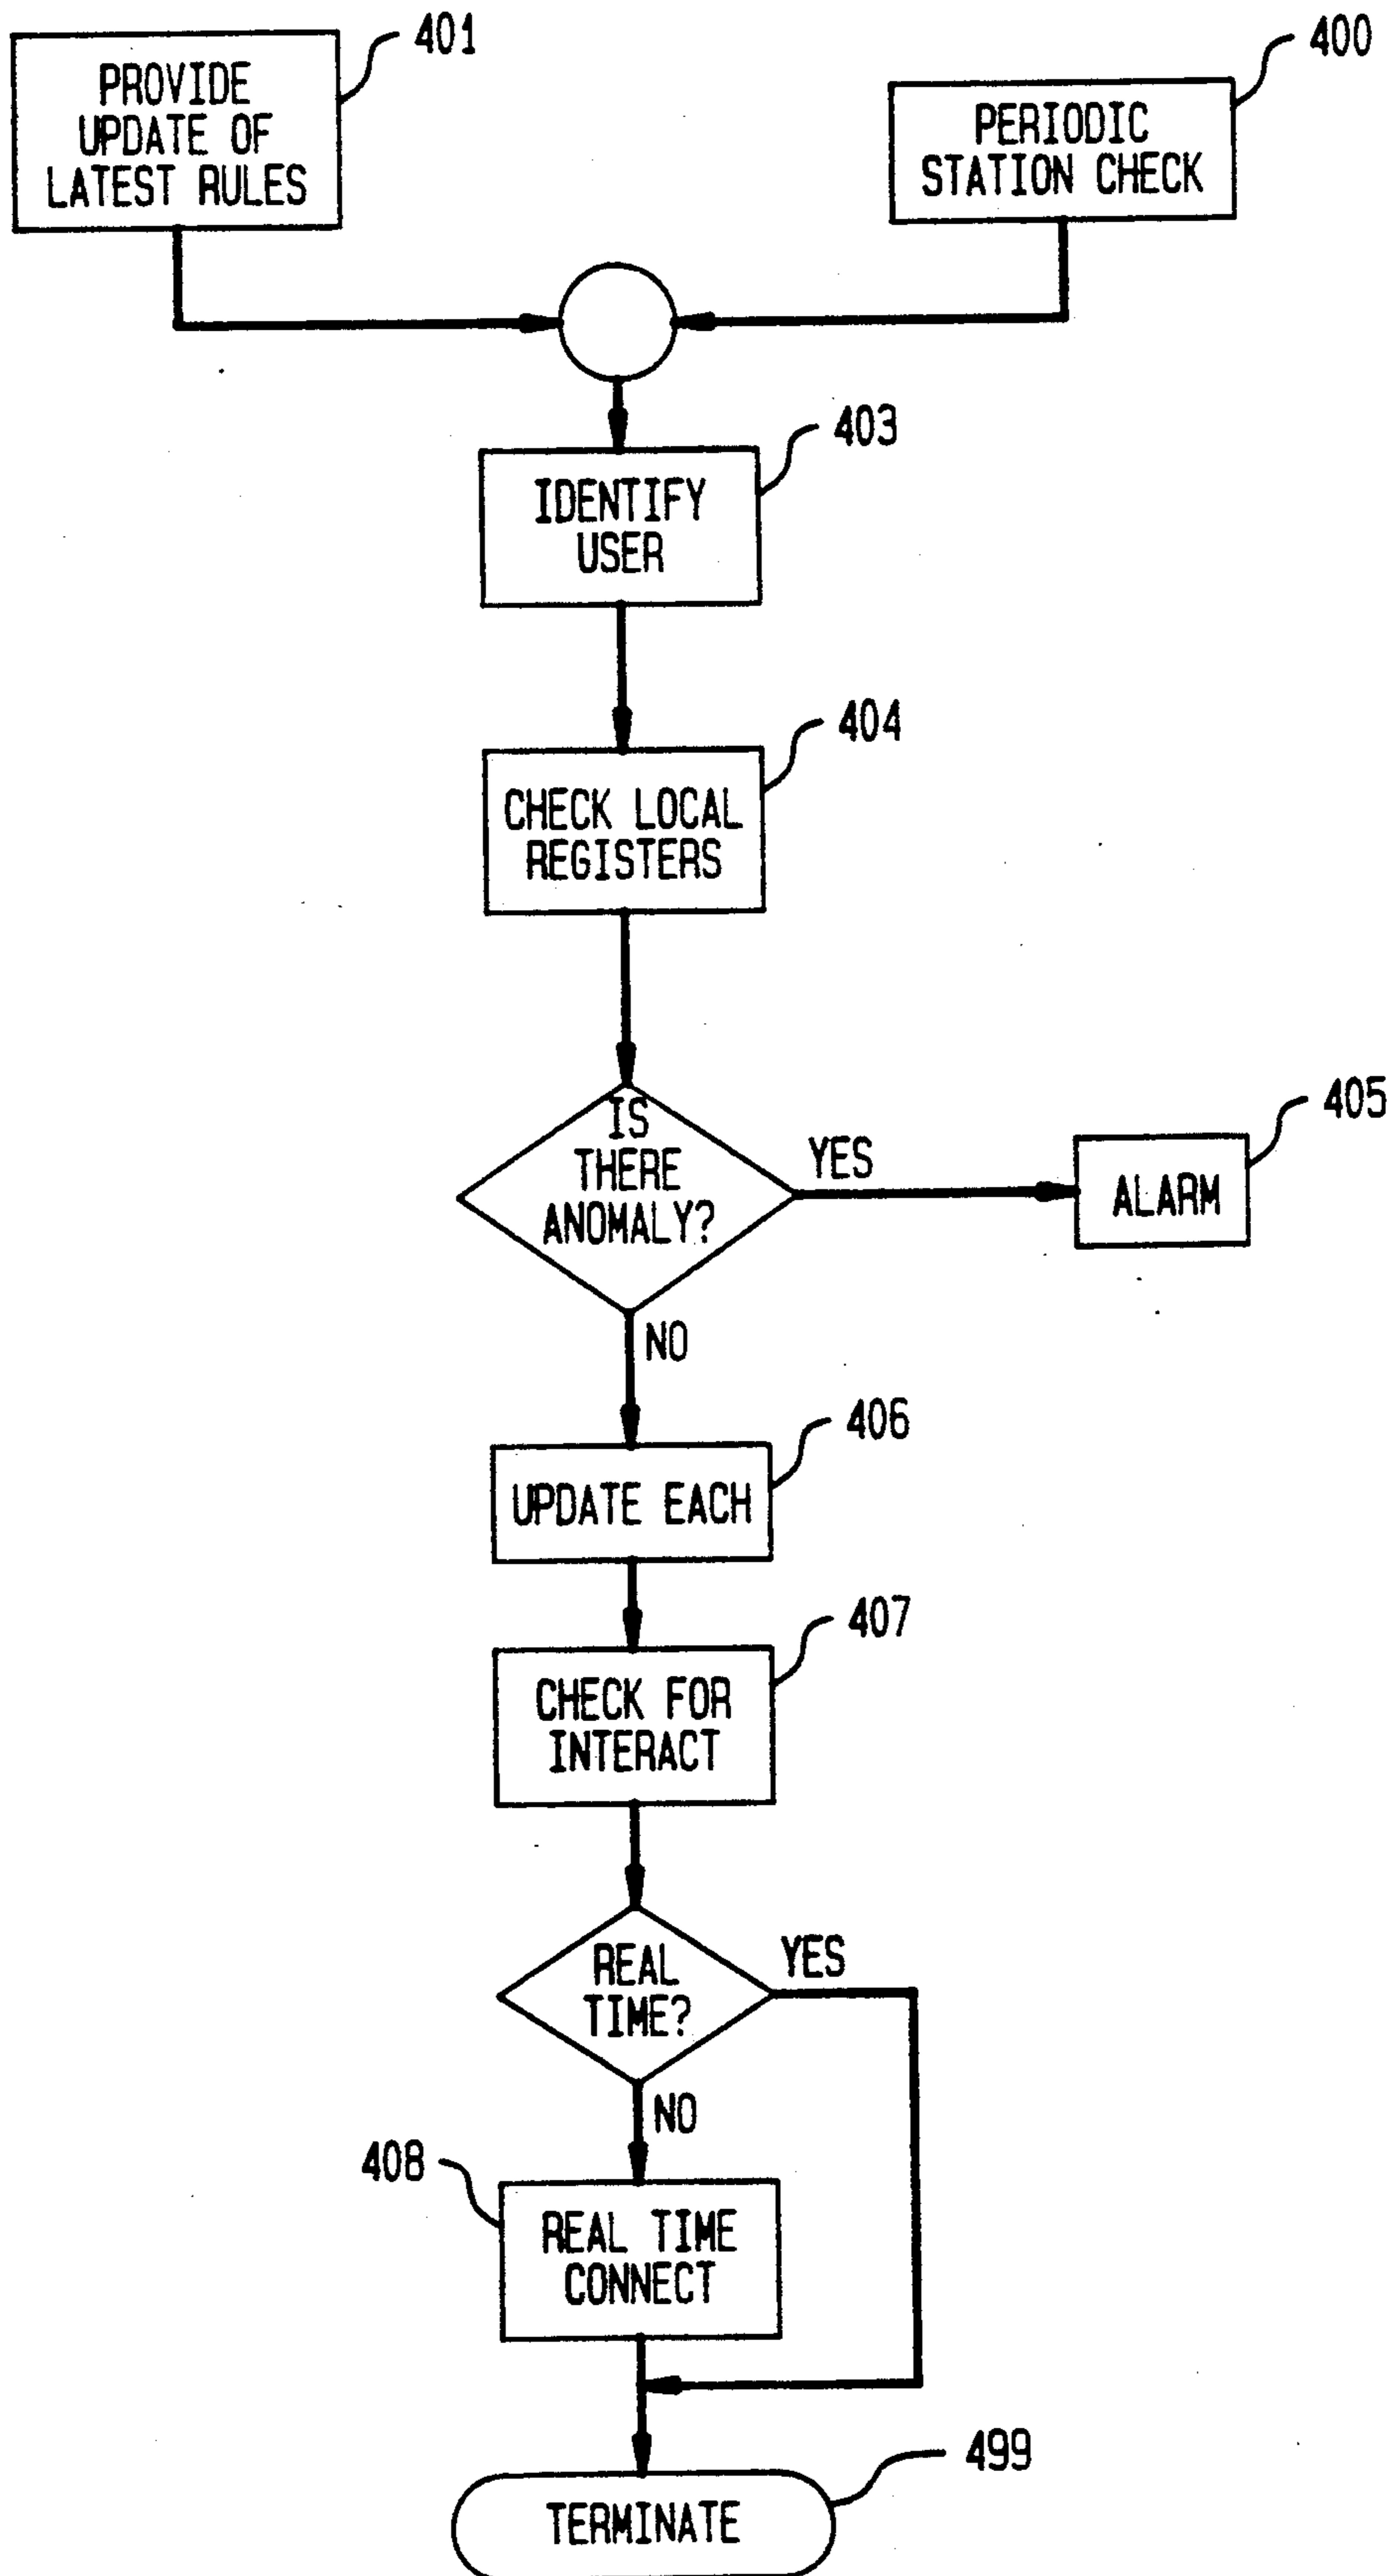 401
PROVIDE
UPDATE OF
LATEST RULES
400
PERIODIC
STATION CHECK
403
IDENTIFY
USER
404
CHECK LOCAL
REGISTERS
IS
THERE
ANOMALY?
YES
405
ALARM
NO
406
UPDATE EACH
407
CHECK FOR
INTERACT
REAL
TIME?
YES
NO
408
REAL TIME
CONNECT
499
TERMINATE